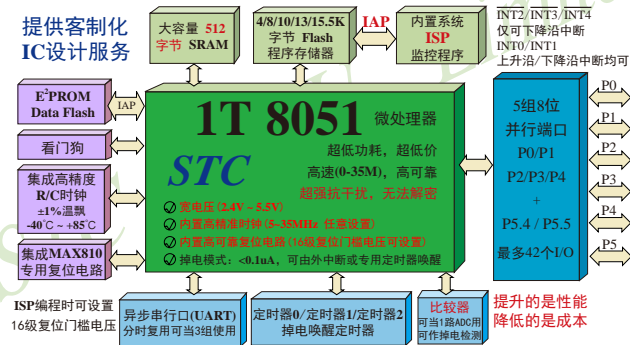 提供客制化
IC设计服务
大容量 512
字节 SRAM
4/8/10/13/15.5K
字节 Flash
程序存储器
IAP
内置系统
ISP
监控程序
INT2/INT3/INT4
仅可下降沿中断
INT0/INT1
上升沿/下降沿中断均可
E²PROM
Data Flash
IAP
看门狗
集成高精度
R/C时钟
±1%温飘
-40℃ ~ +85℃
集成MAX810
专用复位电路
1T 8051 微处理器
STC
超低功耗，超低价
高速(0-35M)，高可靠
超强抗干扰，无法解密
宽电压(2.4V ~ 5.5V)
内置高精准时钟(5~35MHz 任意设置)
内置高可靠复位电路(16级复位门槛电压可设置)
掉电模式：<0.1uA，可由外中断或专用定时器唤醒
5组8位
并行端口
P0/P1
P2/P3/P4
+
P5.4 / P5.5
最多42个I/O
P0
P1
P2
P3
P4
P5
ISP编程时可设置
16级复位门槛电压
异步串行口(UART)
分时复用可当3组使用
定时器0/定时器1/定时器2
掉电唤醒定时器
比较器
可当1路ADC用
可作掉电检测
提升的是性能
降低的是成本